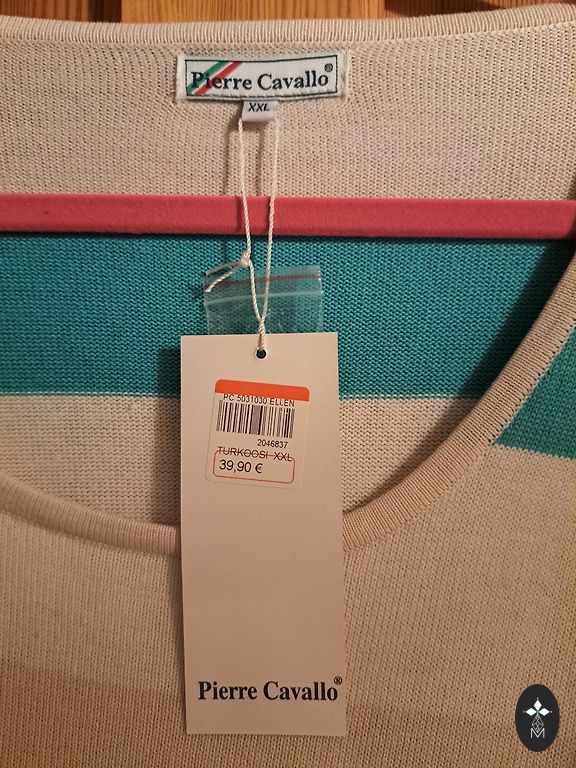 Pierre Cavallo®
XXL
PC 5031030 ELLEN
2046837
TURKOOSI XXL
39,90 €
Pierre Cavallo®
M